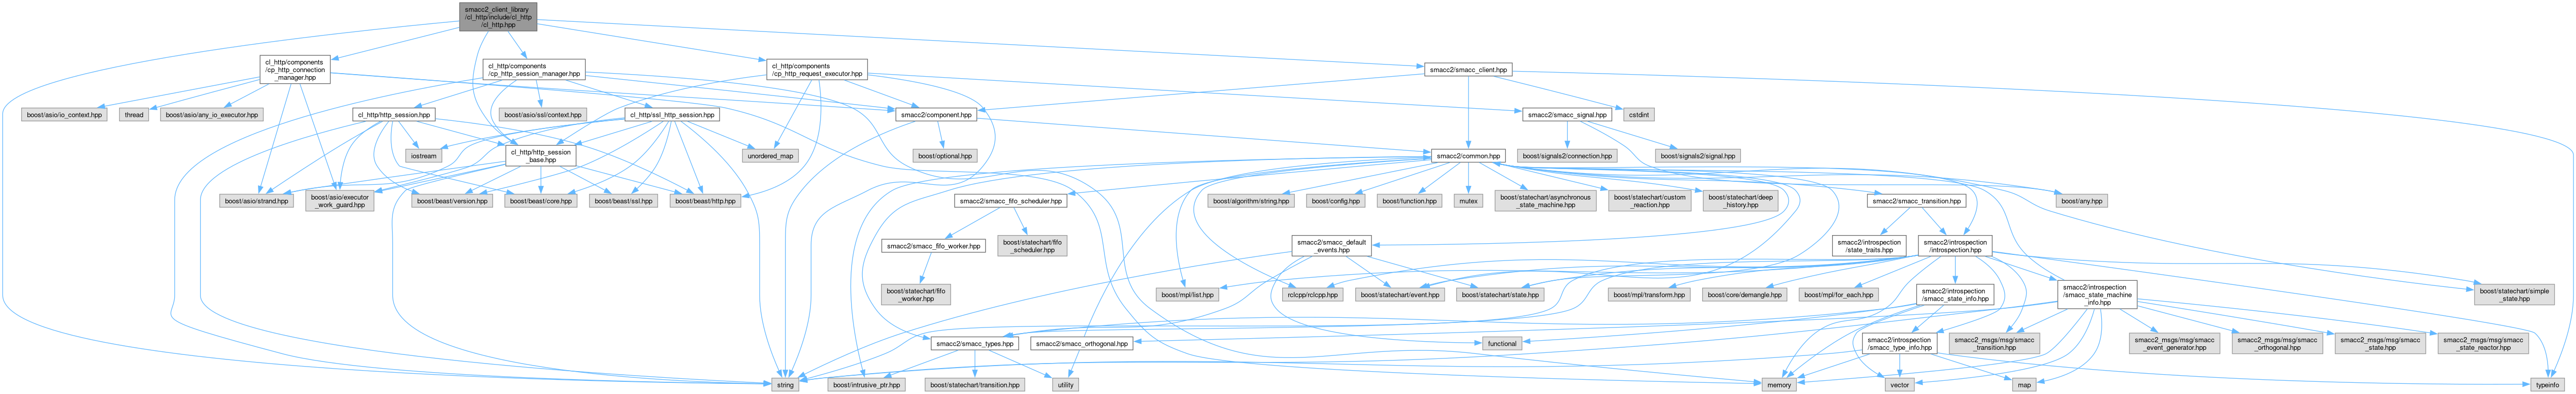 smacc2_client_library
/cl_http/include/cl_http
/cl_http.hpp
cl_http/components
/cp_http_connection
_manager.hpp
cl_http/components
/cp_http_session_manager.hpp
cl_http/components
/cp_http_request_executor.hpp
smacc2/smacc_client.hpp
boost/asio/io_context.hpp
thread
boost/asio/any_io_executor.hpp
cl_http/http_session.hpp
boost/asio/ssl/context.hpp
cl_http/ssl_http_session.hpp
smacc2/component.hpp
smacc2/smacc_signal.hpp
cstdint
iostream
cl_http/http_session
_base.hpp
unordered_map
boost/optional.hpp
smacc2/common.hpp
boost/signals2/connection.hpp
boost/signals2/signal.hpp
boost/asio/strand.hpp
boost/asio/executor
_work_guard.hpp
boost/beast/version.hpp
boost/beast/core.hpp
boost/beast/ssl.hpp
boost/beast/http.hpp
smacc2/smacc_fifo_scheduler.hpp
boost/algorithm/string.hpp
boost/config.hpp
boost/function.hpp
mutex
boost/statechart/asynchronous
_state_machine.hpp
boost/statechart/custom
_reaction.hpp
boost/statechart/deep
_history.hpp
smacc2/smacc_transition.hpp
boost/any.hpp
smacc2/smacc_fifo_worker.hpp
boost/statechart/fifo
_scheduler.hpp
smacc2/smacc_default
_events.hpp
smacc2/introspection
/state_traits.hpp
smacc2/introspection
/introspection.hpp
boost/statechart/fifo
_worker.hpp
boost/mpl/list.hpp
rclcpp/rclcpp.hpp
boost/statechart/event.hpp
boost/statechart/state.hpp
boost/mpl/transform.hpp
boost/core/demangle.hpp
boost/mpl/for_each.hpp
smacc2/introspection
/smacc_state_info.hpp
smacc2/introspection
/smacc_state_machine
_info.hpp
boost/statechart/simple
_state.hpp
smacc2/smacc_types.hpp
smacc2/smacc_orthogonal.hpp
functional
smacc2/introspection
/smacc_type_info.hpp
smacc2_msgs/msg/smacc
_transition.hpp
smacc2_msgs/msg/smacc
_event_generator.hpp
smacc2_msgs/msg/smacc
_orthogonal.hpp
smacc2_msgs/msg/smacc
_state.hpp
smacc2_msgs/msg/smacc
_state_reactor.hpp
string
boost/intrusive_ptr.hpp
boost/statechart/transition.hpp
utility
memory
vector
map
typeinfo